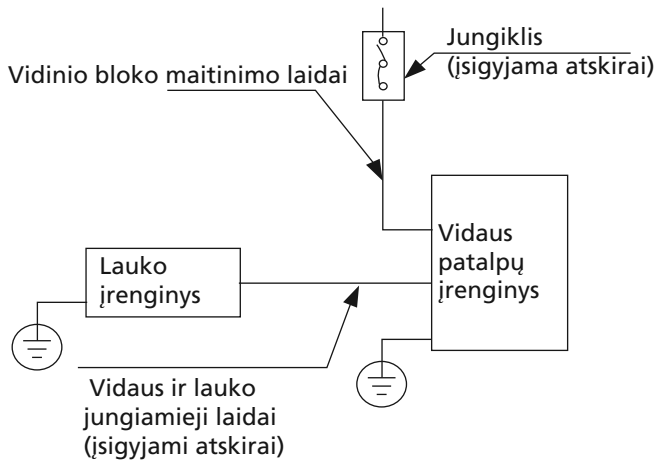 Jungiklis
(įsigyjama atskirai)
Vidinio bloko maitinimo laidai
Vidaus
patalpų
įrenginys
Lauko
įrenginys
Vidaus ir lauko
jungiamieji laidai
(įsigyjami atskirai)